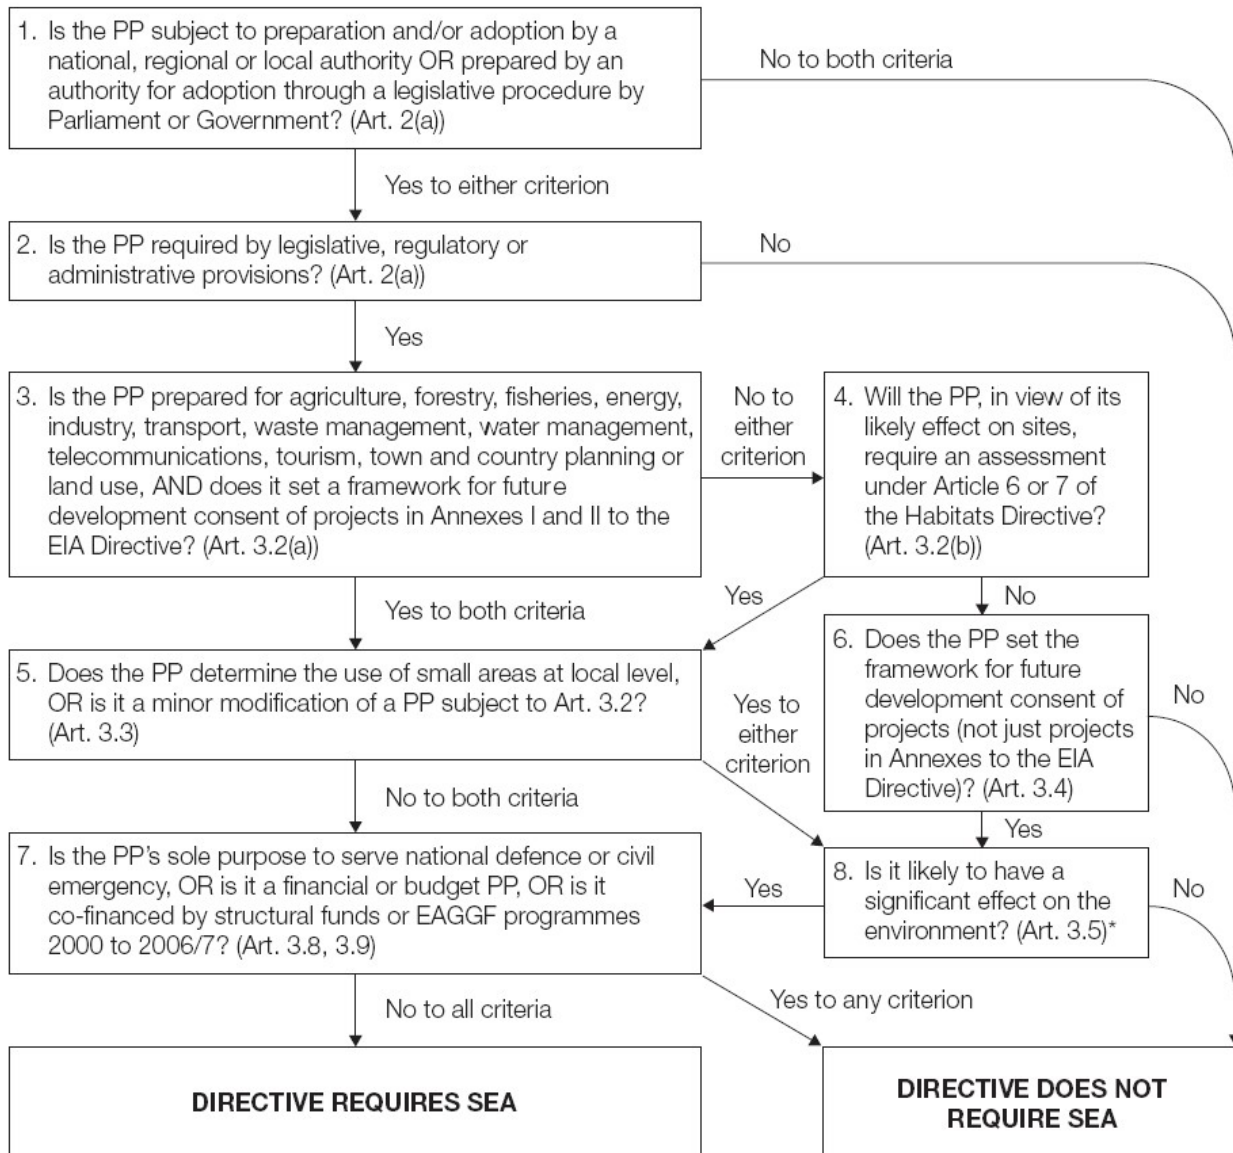 1. Is the PP subject to preparation and/or adoption by a
national, regional or local authority OR prepared by an
authority for adoption through a legislative procedure by
Parliament or Government? (Art. 2(a))
No to both criteria
Yes to either criterion
2. Is the PP required by legislative, regulatory or
administrative provisions? (Art. 2(a))
No
Yes
3. Is the PP prepared for agriculture, forestry, fisheries, energy,
industry, transport, waste management, water management,
telecommunications, tourism, town and country planning or
land use, AND does it set a framework for future
development consent of projects in Annexes I and II to the
EIA Directive? (Art. 3.2(a))
No to
either
criterion
4. Will the PP, in view of its
likely effect on sites,
require an assessment
under Article 6 or 7 of
the Habitats Directive?
(Art. 3.2(b))
Yes to both criteria
Yes
No
5. Does the PP determine the use of small areas at local level,
OR is it a minor modification of a PP subject to Art. 3.2?
(Art. 3.3)
Yes to
either
criterion
6. Does the PP set the
framework for future
development consent of
projects (not just projects
in Annexes to the EIA
Directive)? (Art. 3.4)
No
No to both criteria
Yes
7. Is the PP's sole purpose to serve national defence or civil
emergency, OR is it a financial or budget PP, OR is it
co-financed by structural funds or EAGGF programmes
2000 to 2006/7? (Art. 3.8, 3.9)
Yes
8. Is it likely to have a
significant effect on the
environment? (Art. 3.5)*
No
No to all criteria
Yes to any criterion
DIRECTIVE REQUIRES SEA
DIRECTIVE DOES NOT
REQUIRE SEA